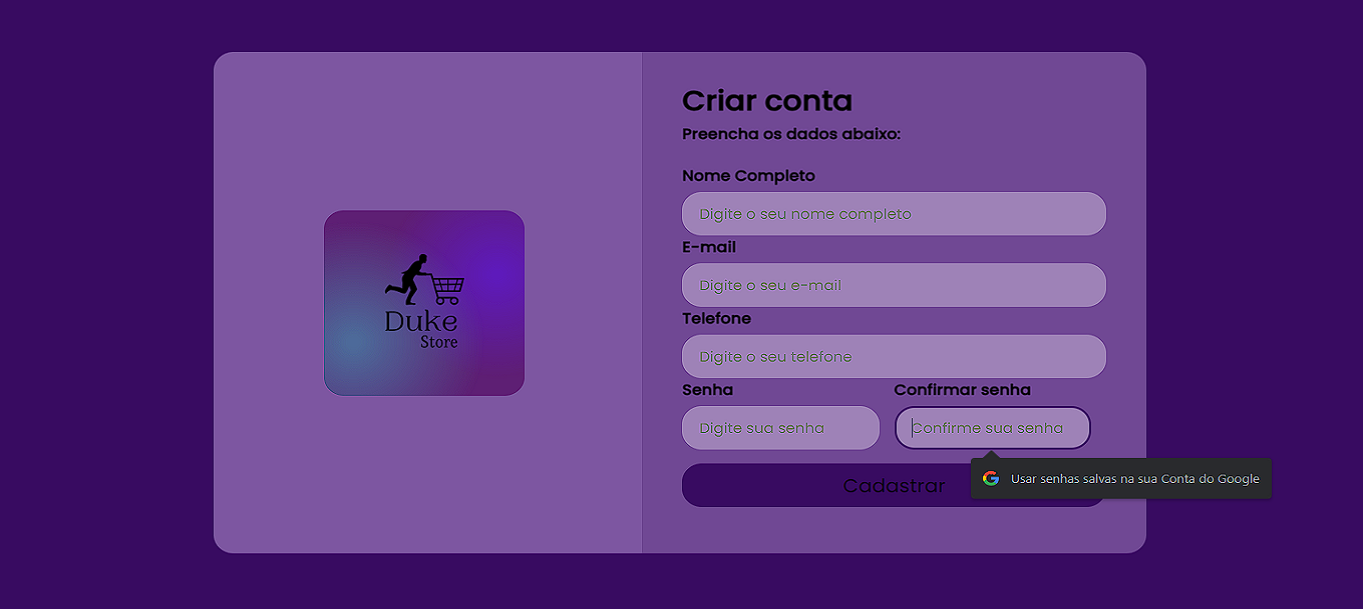 Criar conta
Preencha os dados abaixo:
Nome Completo
Digite o seu nome completo
E-mail
Digite o seu e-mail
Telefone
Digite o seu telefone
Senha
Confirmar senha
Digite sua senha
Confirme sua senha
Usar senhas salvas na sua Conta do Google
Cadastrar
Duke
Store